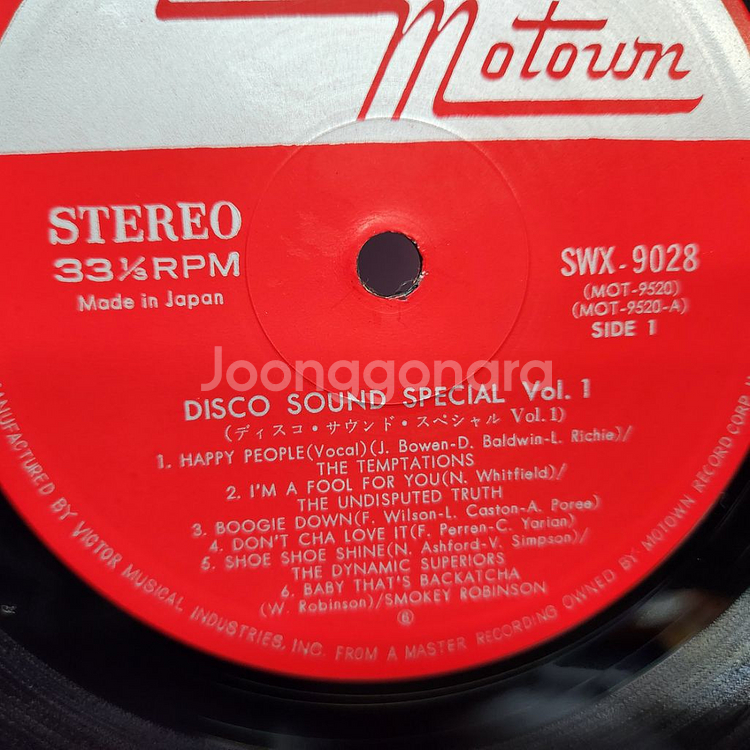 Motown
STEREO
33⅓RPM
Made in Japan
SWX-9028
(MOT-9520)
(MOT-9520-A)
SIDE 1
Joonggonara
DISCO SOUND SPECIAL Vol. 1
(ディスコ・サウンド・スペシャル Vol.1)
1. HAPPY PEOPLE(Vocal)(J. Bowen-D. Baldwin-L. Richie)/
THE TEMPTATIONS
2. I'M A FOOL FOR YOU(N. Whitfield)/
THE UNDISPUTED TRUTH
3. BOOGIE DOWN(F. Wilson-L. Caston-A. Poree)
4. DON'T CHA LOVE IT(F. Perren-C. Yarian)
5. SHOE SHOE SHINE(N. Ashford-V. Simpson)/
THE DYNAMIC SUPERIORS
6. BABY THAT'S BACKATCHA
(W. Robinson)/SMOKEY ROBINSON
Ⓟ
MANUFACTURED BY VICTOR MUSICAL INDUSTRIES, INC. FROM A MASTER RECORDING OWNED BY MOTOWN RECORD CORP.